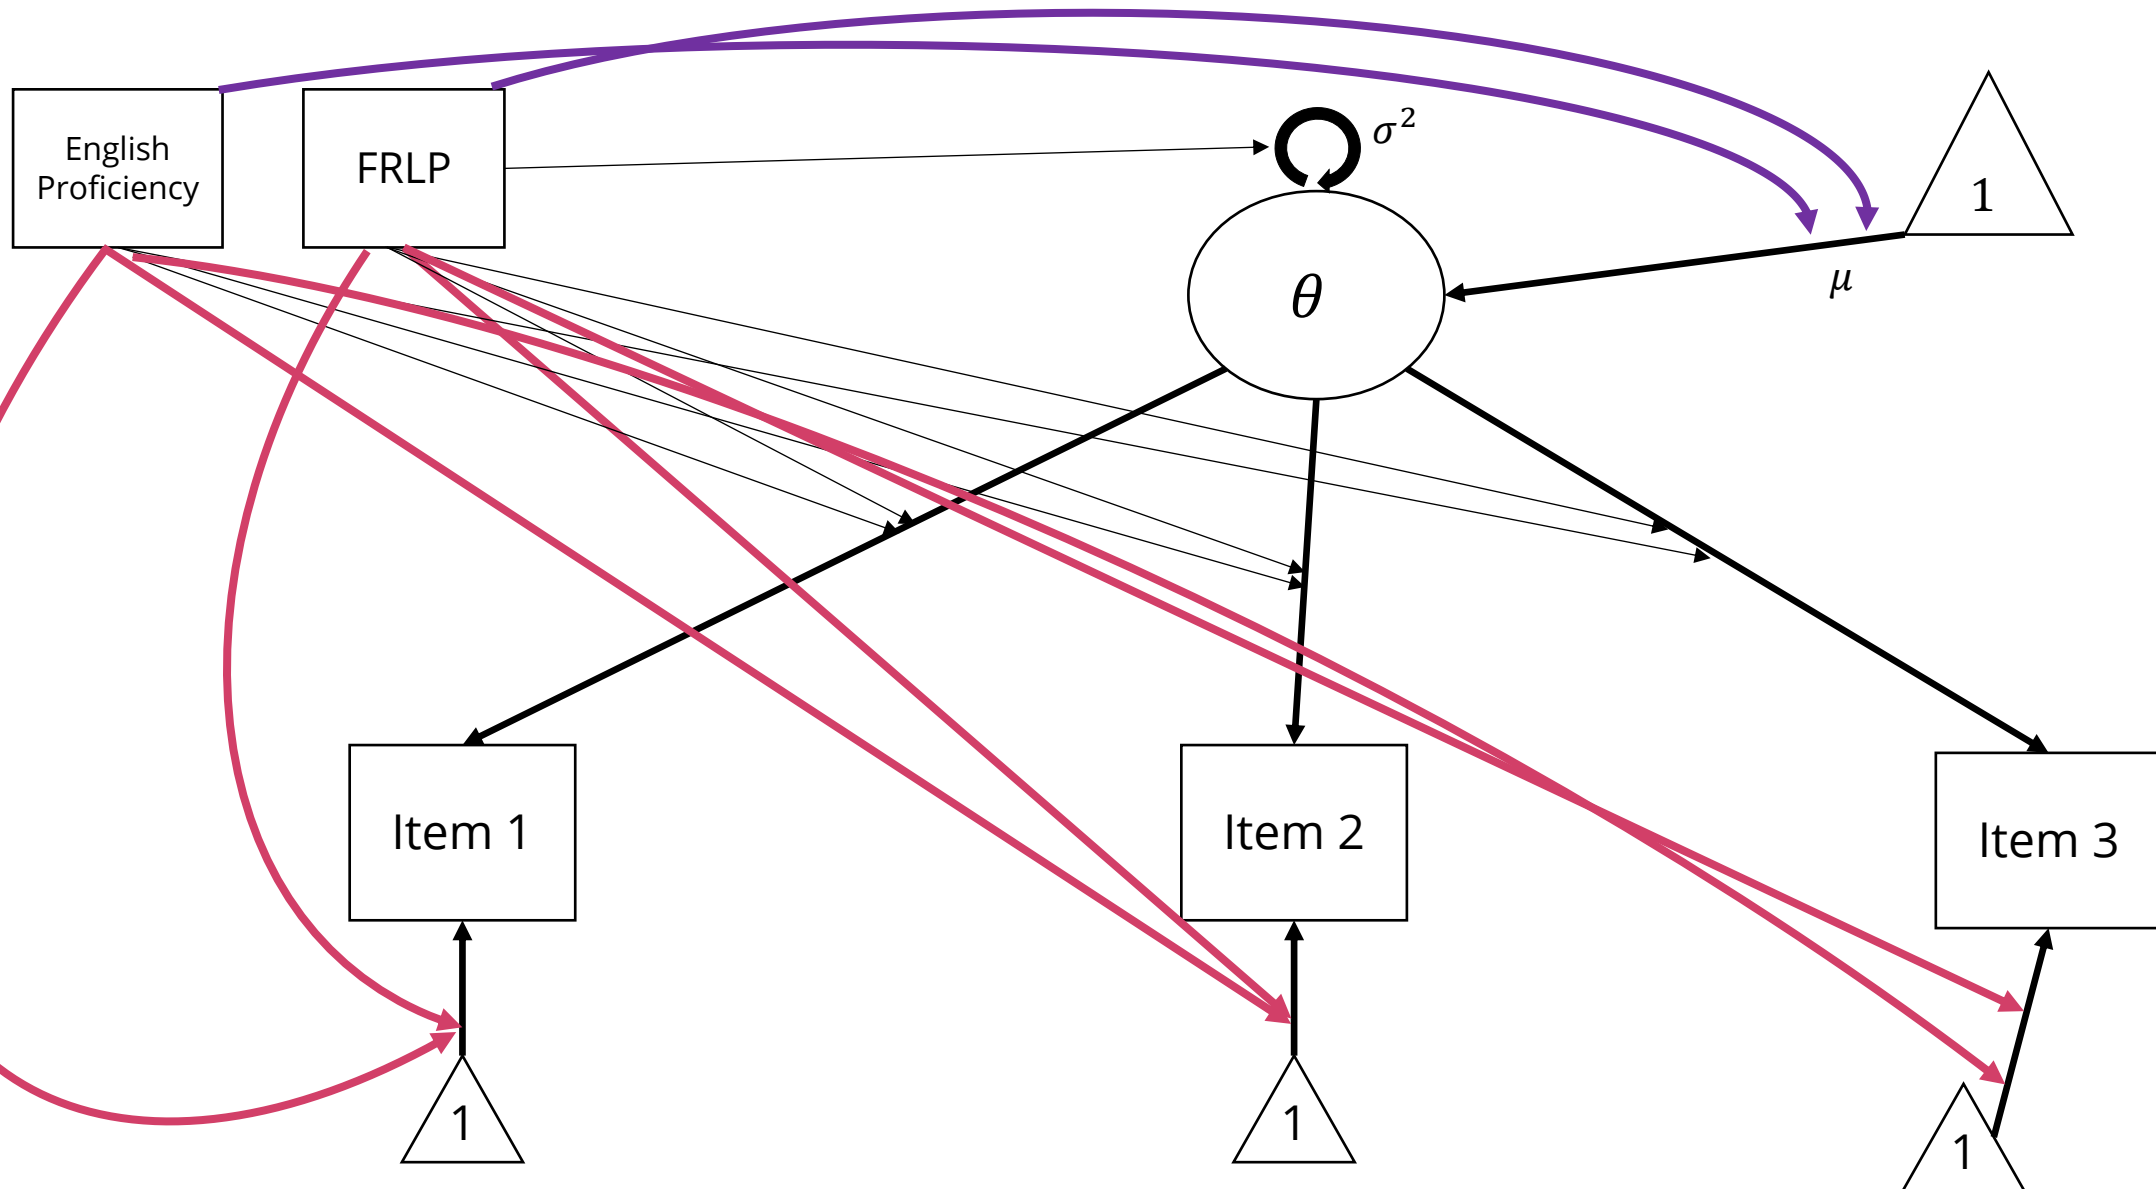 English
Proficiency
FRLP
σ²
1
θ
μ
Item 1
Item 2
Item 3
1
1
1